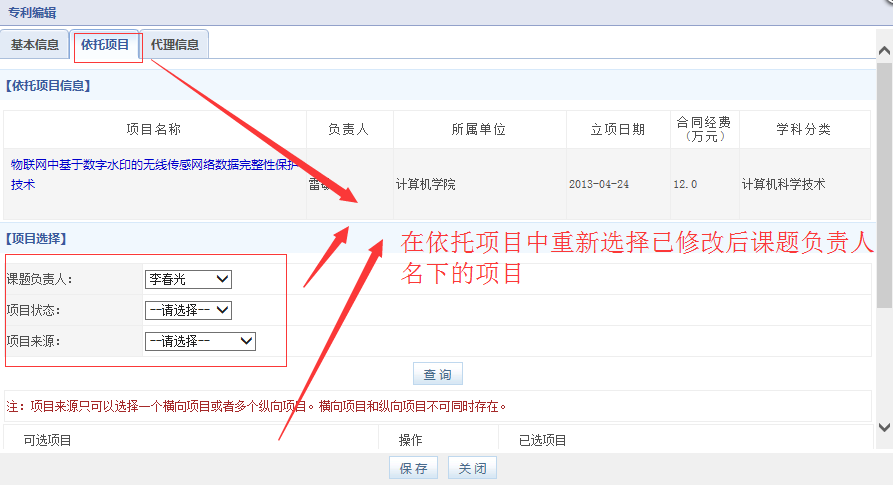 专利编辑
基本信息 依托项目 代理信息
【依托项目信息】
项目名称 负责人 所属单位 立项日期 合同经费（万元） 学科分类
物联网中基于数字水印的无线传感网络数据完整性保护
技术
雷 计算机学院 2013-04-24 12.0 计算机科学技术
【项目选择】
在依托项目中重新选择已修改后课题负责人
名下的项目
课题负责人: 李春光
项目状态: --请选择--
项目来源: --请选择--
查 询
注: 项目来源只可以选择一个横向项目或者多个纵向项目。横向项目和纵向项目不可同时存在。
可选项目 操作 已选项目
保 存 关 闭